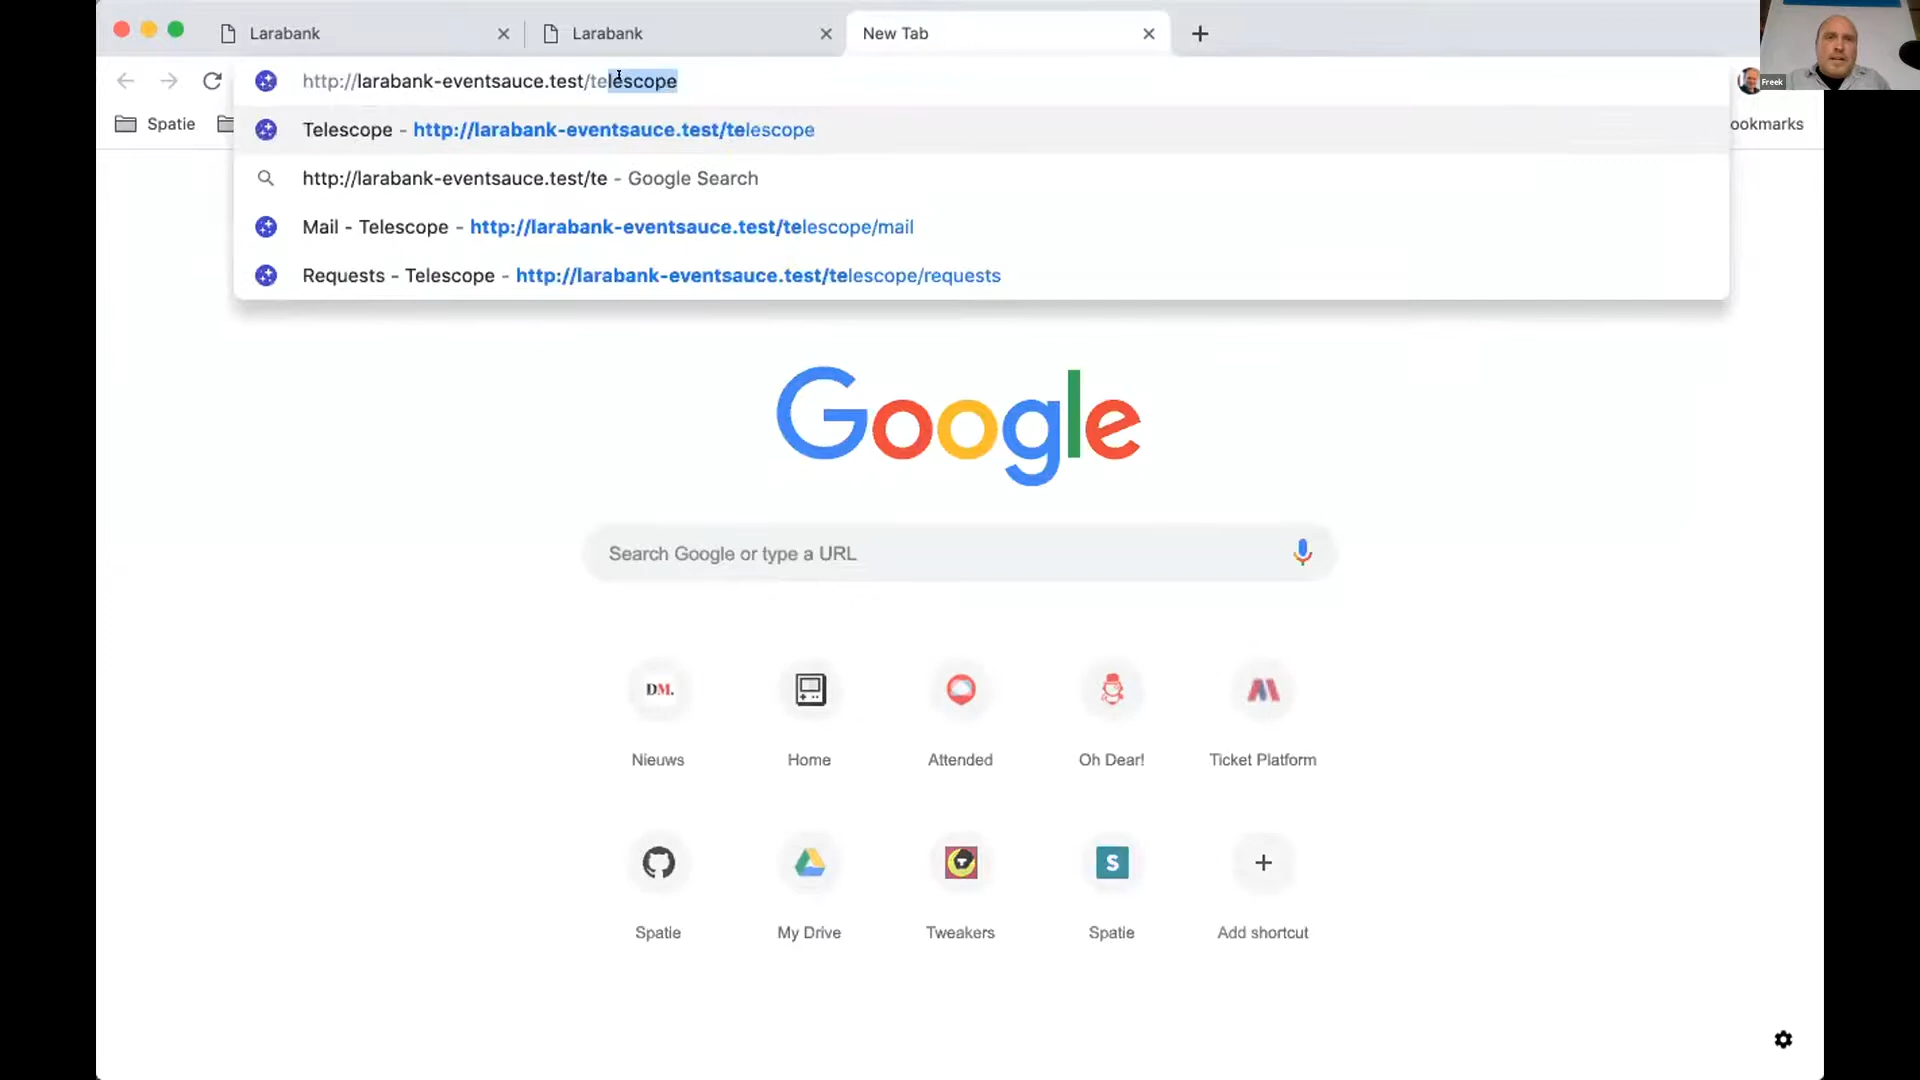 Larabank
Larabank
New Tab
http://larabank-eventsauce.test/telescope
Freek
Spatie
ookmarks
Telescope - http://larabank-eventsauce.test/telescope
http://larabank-eventsauce.test/te - Google Search
Mail - Telescope - http://larabank-eventsauce.test/telescope/mail
Requests - Telescope - http://larabank-eventsauce.test/telescope/requests
Google
Search Google or type a URL
DM.
Nieuws
Home
Attended
Oh Dear!
Ticket Platform
S
Spatie
My Drive
Tweakers
Spatie
Add shortcut